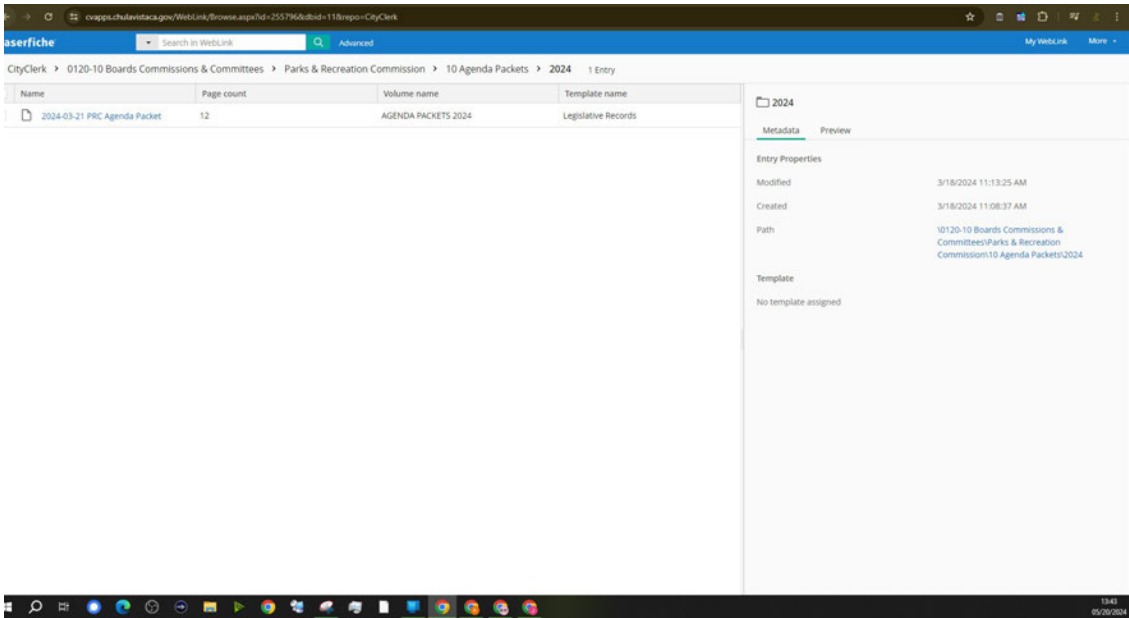 cvapps.chulavistaca.gov/WebLink/Browse.aspx?id=255796&dbid=11&repo=CityClerk
aserfiche Search in WebLink Advanced My WebLink More
CityClerk > 0120-10 Boards Commissions & Committees > Parks & Recreation Commission > 10 Agenda Packets > 2024 1 Entry
Name Page count Volume name Template name
2024-03-21 PRC Agenda Packet 12 AGENDA PACKETS 2024 Legislative Records
2024
Metadata Preview
Entry Properties
Modified 3/18/2024 11:13:25 AM
Created 3/18/2024 11:08:37 AM
Path \0120-10 Boards Commissions &
Committees\Parks & Recreation
Commission\10 Agenda Packets\2024
Template
No template assigned
13:43
05/20/2024